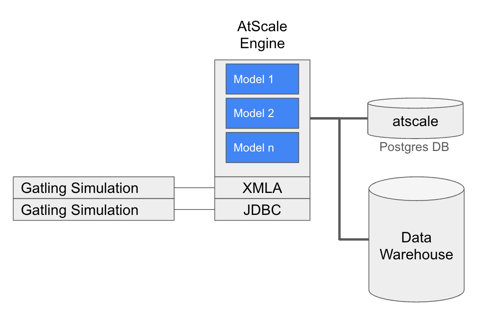 AtScale
Engine
Model 1
Model 2
Model n
atscale
Postgres DB
Gatling Simulation
XMLA
Gatling Simulation
JDBC
Data
Warehouse